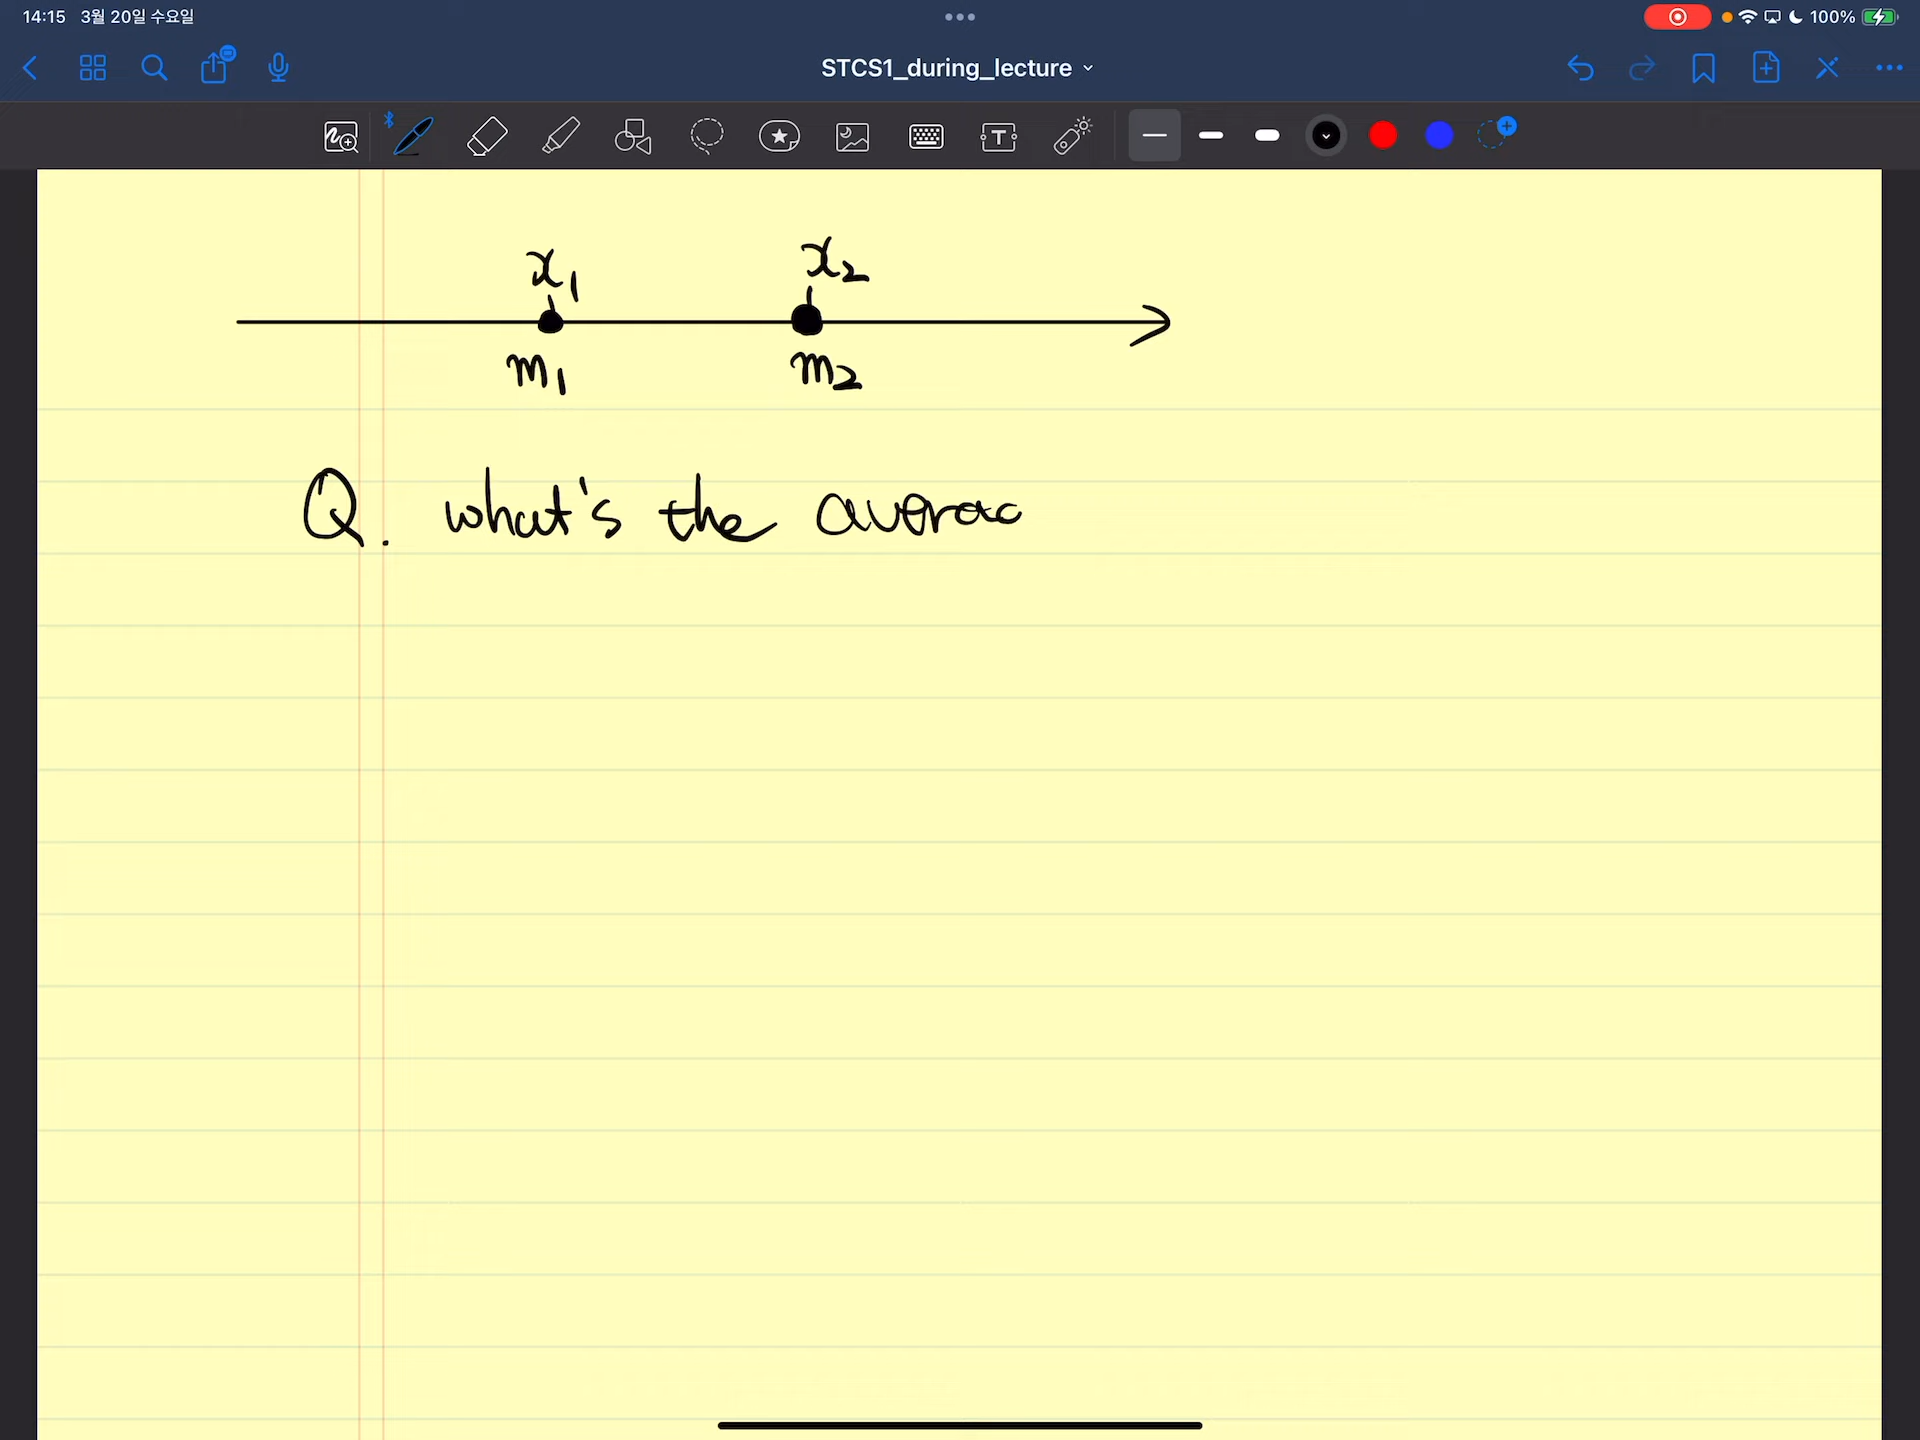 14:15 3월 20일 수요일
100%
STCS1_during_lecture
T
x₁ x₂
m₁ m₂
Q. what's the averac